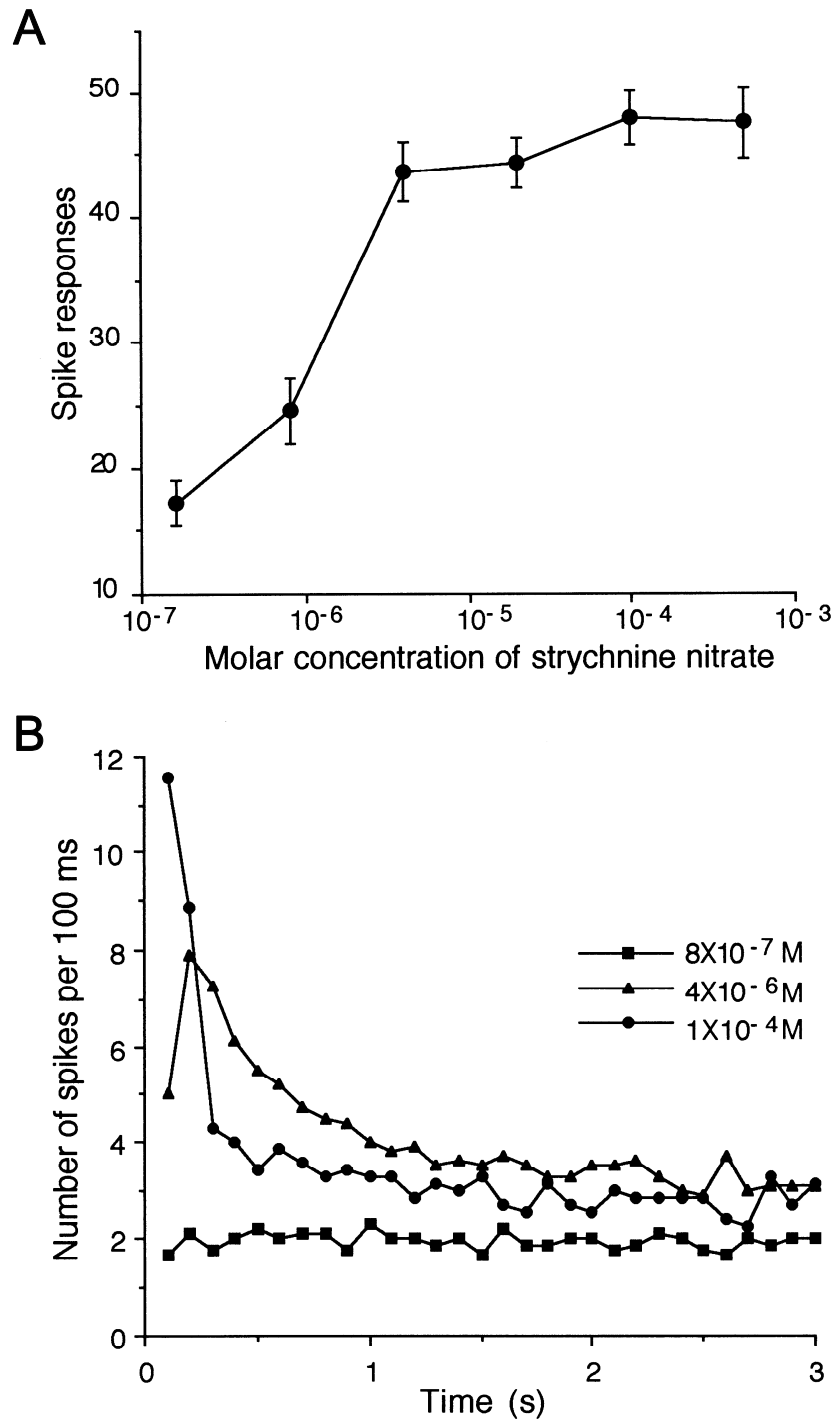 A
50
40
30
20
10
Spike responses
10-7 10-6 10-5 10-4 10-3
Molar concentration of strychnine nitrate
B
12
10
8
6
4
2
0
Number of spikes per 100 ms
8X10-7 M
4X10-6 M
1X10-4 M
0 1 2 3
Time (s)